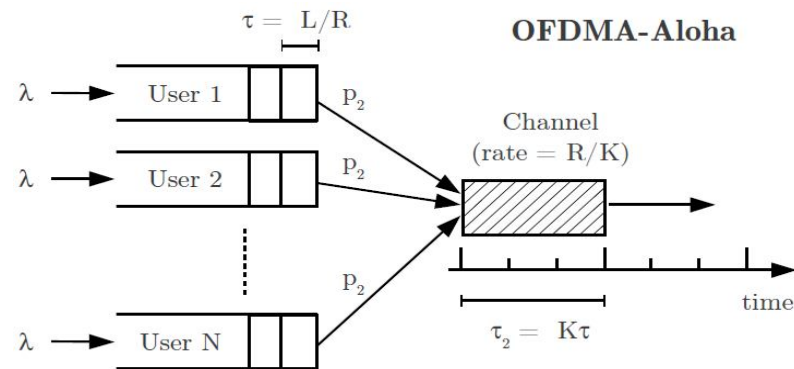 τ = L/R
OFDMA-Aloha
λ
User 1
p₂
Channel
(rate = R/K)
λ
User 2
p₂
p₂
time
λ
User N
τ₂ = Kτ